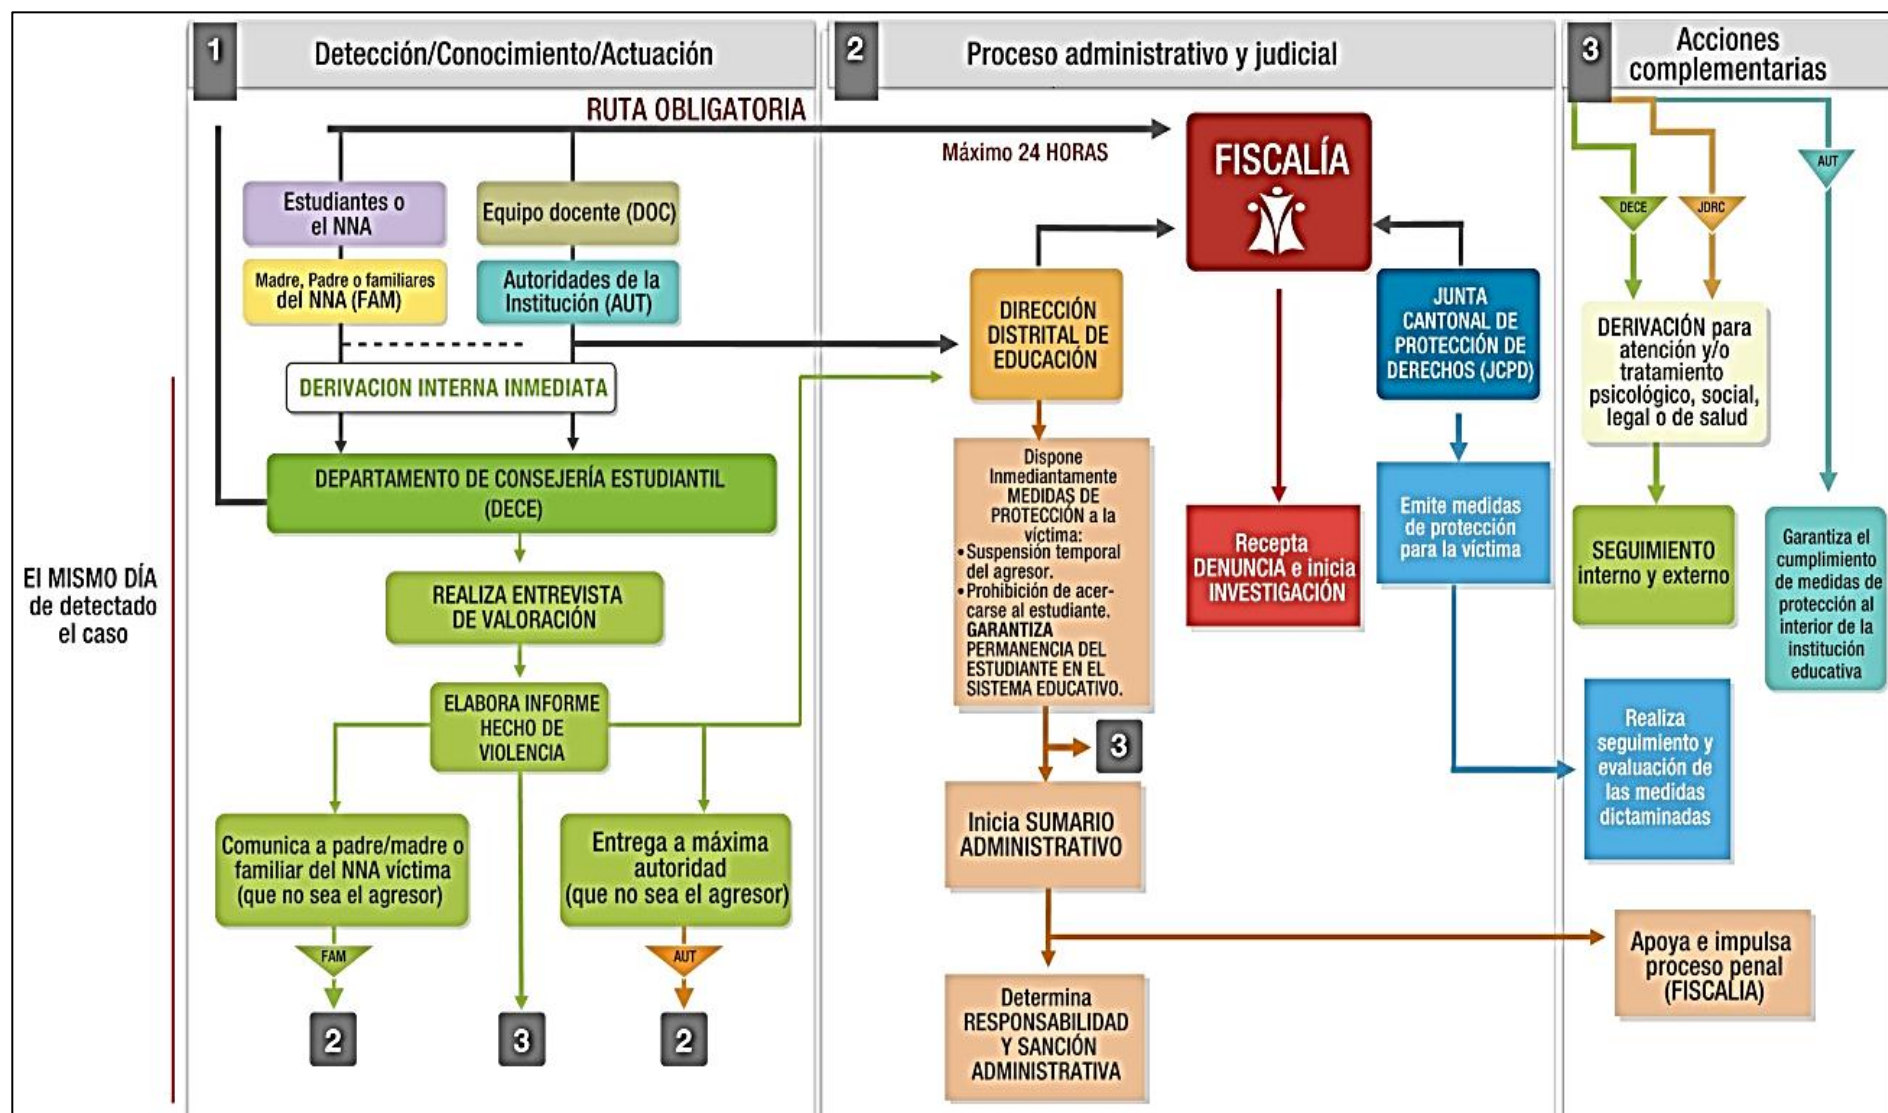 1
Detección/Conocimiento/Actuación
2
Proceso administrativo y judicial
3
Acciones
complementarias
RUTA OBLIGATORIA
Máximo 24 HORAS
El MISMO DÍA
de detectado
el caso
Estudiantes o
el NNA
Equipo docente (DOC)
Madre, Padre o familiares
del NNA (FAM)
Autoridades de la
Institución (AUT)
DERIVACION INTERNA INMEDIATA
DEPARTAMENTO DE CONSEJERÍA ESTUDIANTIL
(DECE)
REALIZA ENTREVISTA
DE VALORACIÓN
ELABORA INFORME
HECHO DE
VIOLENCIA
Comunica a padre/madre o
familiar del NNA víctima
(que no sea el agresor)
Entrega a máxima
autoridad
(que no sea el agresor)
FAM
AUT
2
3
2
FISCALÍA
DIRECCIÓN
DISTRITAL DE
EDUCACIÓN
JUNTA
CANTONAL DE
PROTECCIÓN DE
DERECHOS (JCPD)
Dispone
Inmediantamente
MEDIDAS DE
PROTECCIÓN a la
víctima:
•Suspensión temporal
del agresor.
•Prohibición de acer-
carse al estudiante.
GARANTIZA
PERMANENCIA DEL
ESTUDIANTE EN EL
SISTEMA EDUCATIVO.
3
Recepta
DENUNCIA e inicia
INVESTIGACIÓN
Emite medidas
de protección
para la víctima
Inicia SUMARIO
ADMINISTRATIVO
Determina
RESPONSABILIDAD
Y SANCIÓN
ADMINISTRATIVA
DECE
JDRC
AUT
DERIVACIÓN para
atención y/o
tratamiento
psicológico, social,
legal o de salud
SEGUIMIENTO
interno y externo
Garantiza el
cumplimiento
de medidas de
protección al
interior de la
institución
educativa
Realiza
seguimiento y
evaluación de
las medidas
dictaminadas
Apoya e impulsa
proceso penal
(FISCALIA)